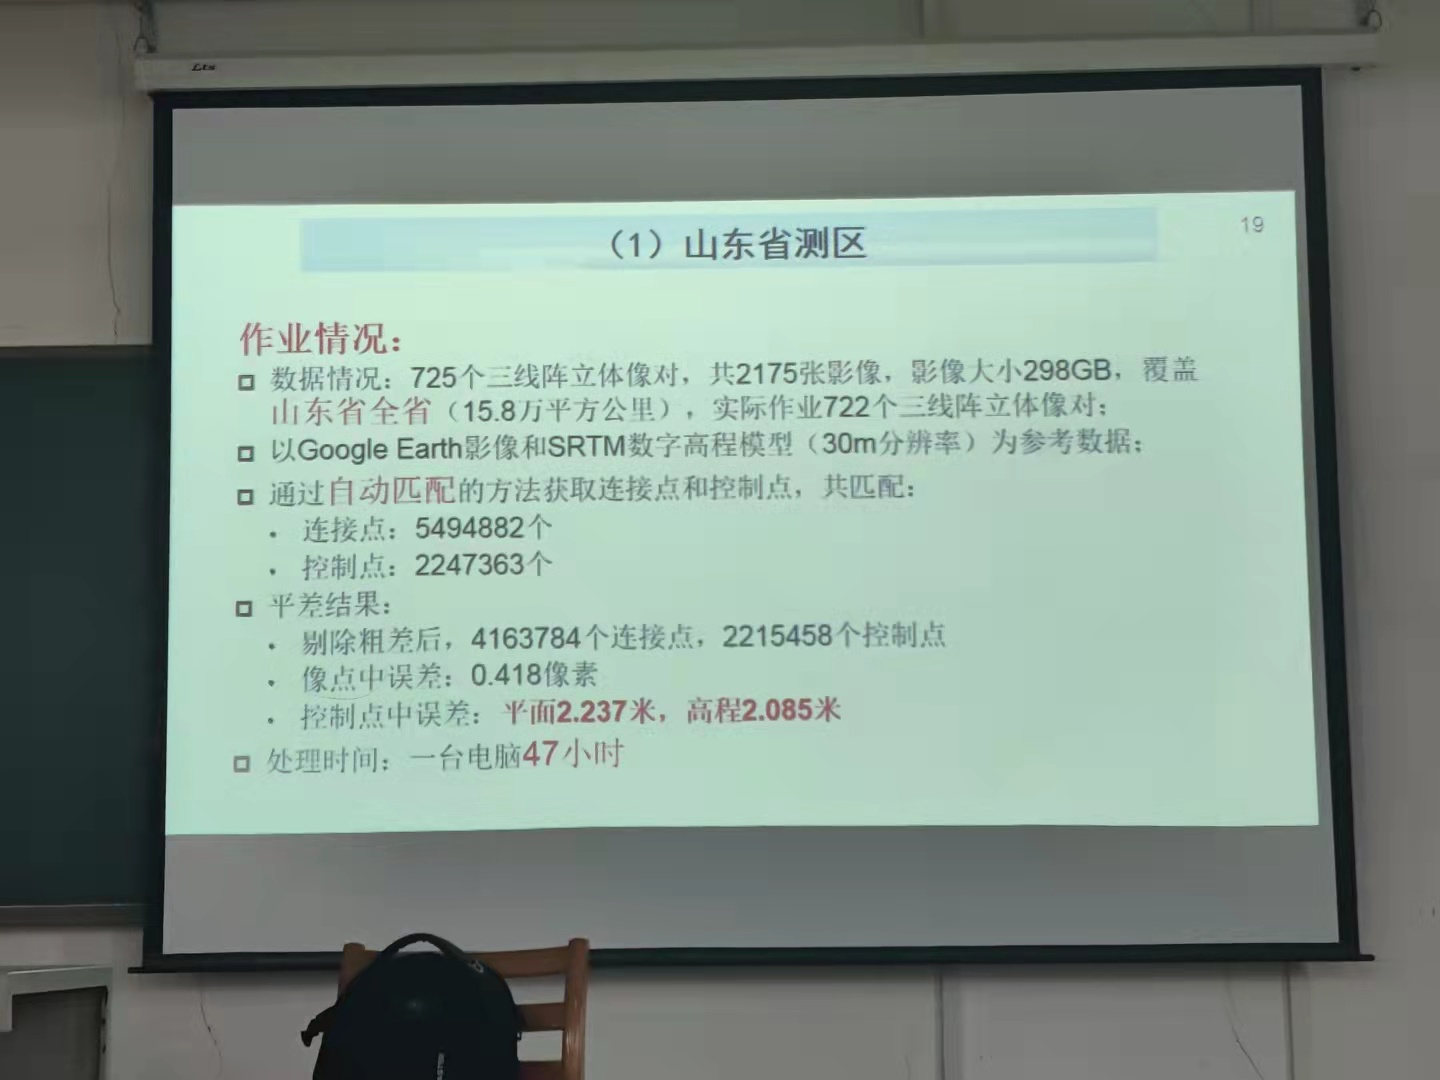 Lts
19
（1）山东省测区
作业情况：
数据情况：725个三线阵立体像对，共2175张影像，影像大小298GB，覆盖
山东省全省（15.8万平方公里），实际作业722个三线阵立体像对；
以Google Earth影像和SRTM数字高程模型（30m分辨率）为参考数据；
通过自动匹配的方法获取连接点和控制点，共匹配：
• 连接点：5494882个
• 控制点：2247363个
平差结果：
• 剔除粗差后，4163784个连接点，2215458个控制点
• 像点中误差：0.418像素
• 控制点中误差：平面2.237米，高程2.085米
处理时间：一台电脑47小时